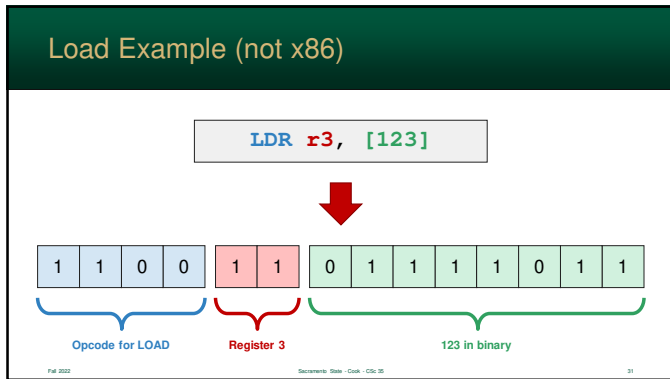 Load Example (not x86)
LDR r3, [123]
1 1 0 0 1 1 0 1 1 1 1 0 1 1
Opcode for LOAD Register 3 123 in binary
Fall 2022 Sacramento State - Cook - CSc 35 31